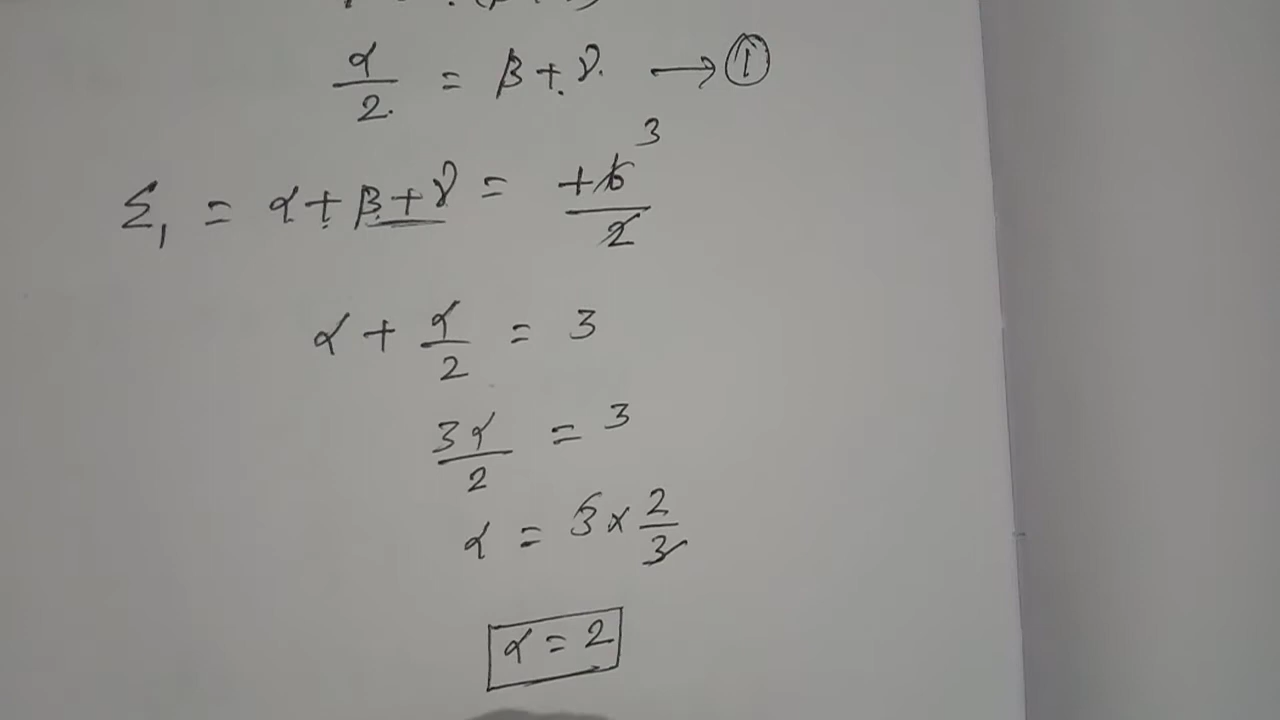 α/2 = β + γ. → ①
Σ₁ = α + β + γ = +6/2 3
α + α/2 = 3
3α/2 = 3
α = 3 × 2/3
α = 2